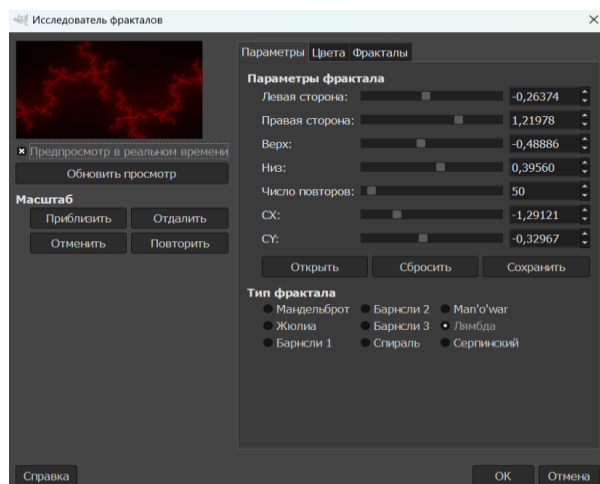 Исследователь фракталов
Предпросмотр в реальном времени
Обновить просмотр
Масштаб
Приблизить Отдалить
Отменить Повторить
Параметры Цвета Фракталы
Параметры фрактала
Левая сторона: -0,26374
Правая сторона: 1,21978
Верх: -0,48886
Низ: 0,39560
Число повторов: 50
CX: -1,29121
CY: -0,32967
Открыть Сбросить Сохранить
Тип фрактала
Мандельброт Барнсли 2 Man'o'war
Жюлиа Барнсли 3 Лямбда
Барнсли 1 Спираль Серпинский
Справка OK Отмена